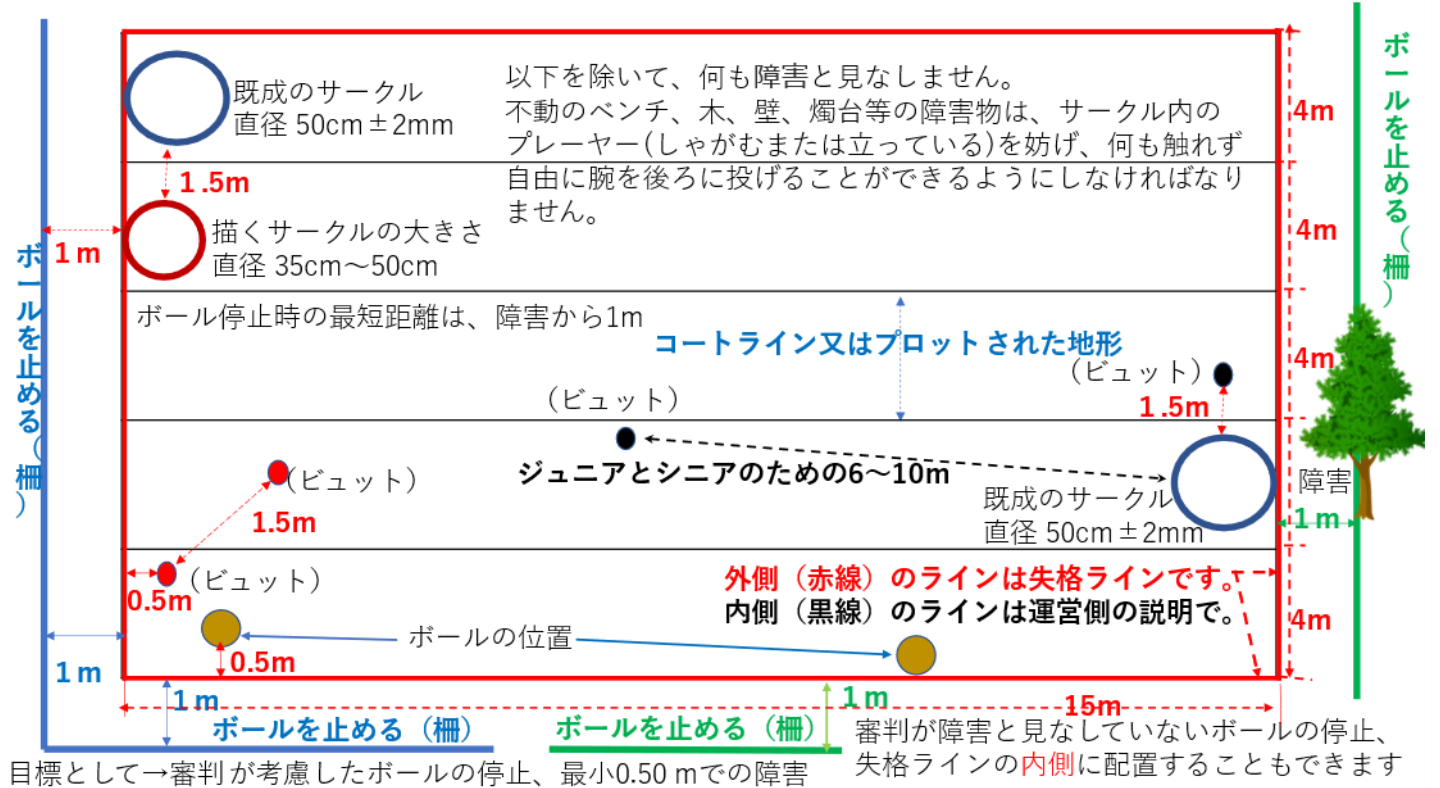 既成のサークル
直径 50cm±2mm
以下を除いて、何も障害と見なしません。
不動のベンチ、木、壁、燭台等の障害物は、サークル内の
プレーヤー(しゃがむまたは立っている)を妨げ、何も触れず
自由に腕を後ろに投げることができるようにしなければなり
ません。
4m
ボールを止める（柵）
1.5m
描くサークルの大きさ
直径 35cm～50cm
4m
1m
ボールを止める（柵）
ボール停止時の最短距離は、障害から1m
コートライン又はプロットされた地形
4m
（ビュット）
1.5m
（ビュット）
ジュニアとシニアのための6～10m
既成のサークル
直径 50cm±2mm
障害
1m
（ビュット）
1.5m
（ビュット）
0.5m
外側（赤線）のラインは失格ラインです。
内側（黒線）のラインは運営側の説明で。
4m
ボールの位置
0.5m
1m
1m
1m
15m
ボールを止める（柵）
ボールを止める（柵）
審判が障害と見なしていないボールの停止、
失格ラインの内側に配置することもできます
目標として→審判が考慮したボールの停止、最小0.50 mでの障害